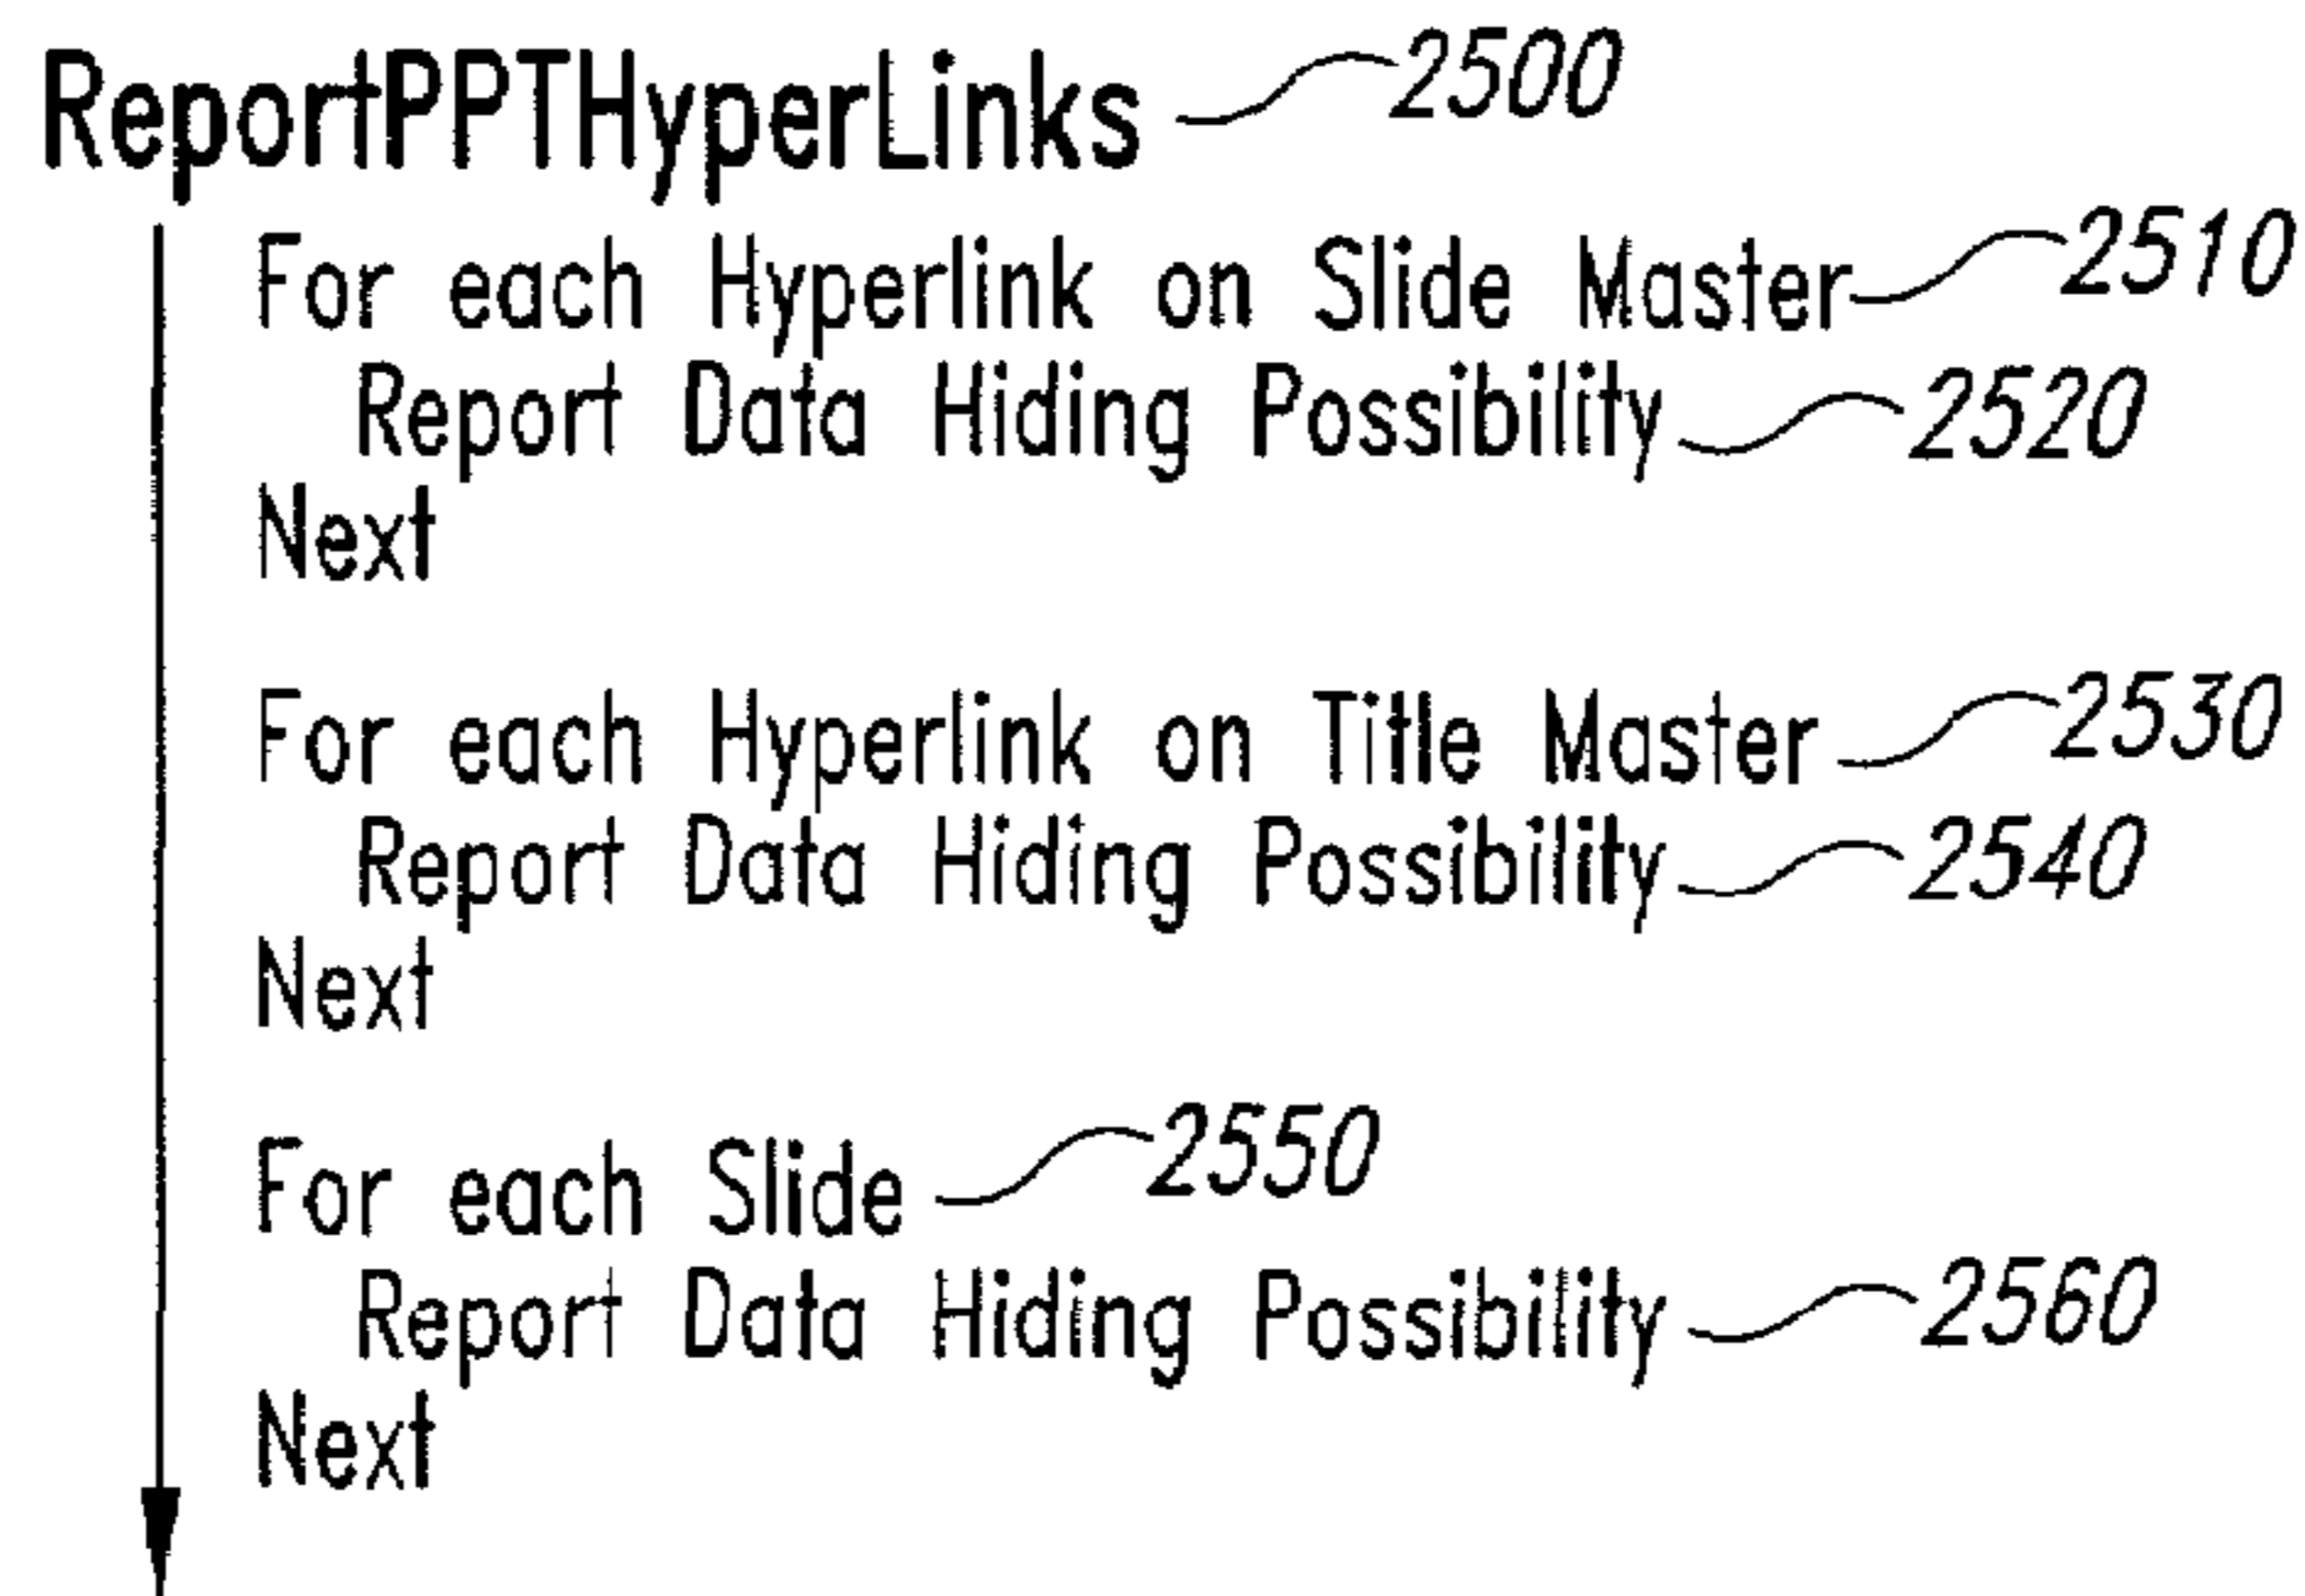 ReportPPTHyperLinks 2500
For each Hyperlink on Slide Master 2510
Report Data Hiding Possibility 2520
Next
For each Hyperlink on Title Master 2530
Report Data Hiding Possibility 2540
Next
For each Slide 2550
Report Data Hiding Possibility 2560
Next